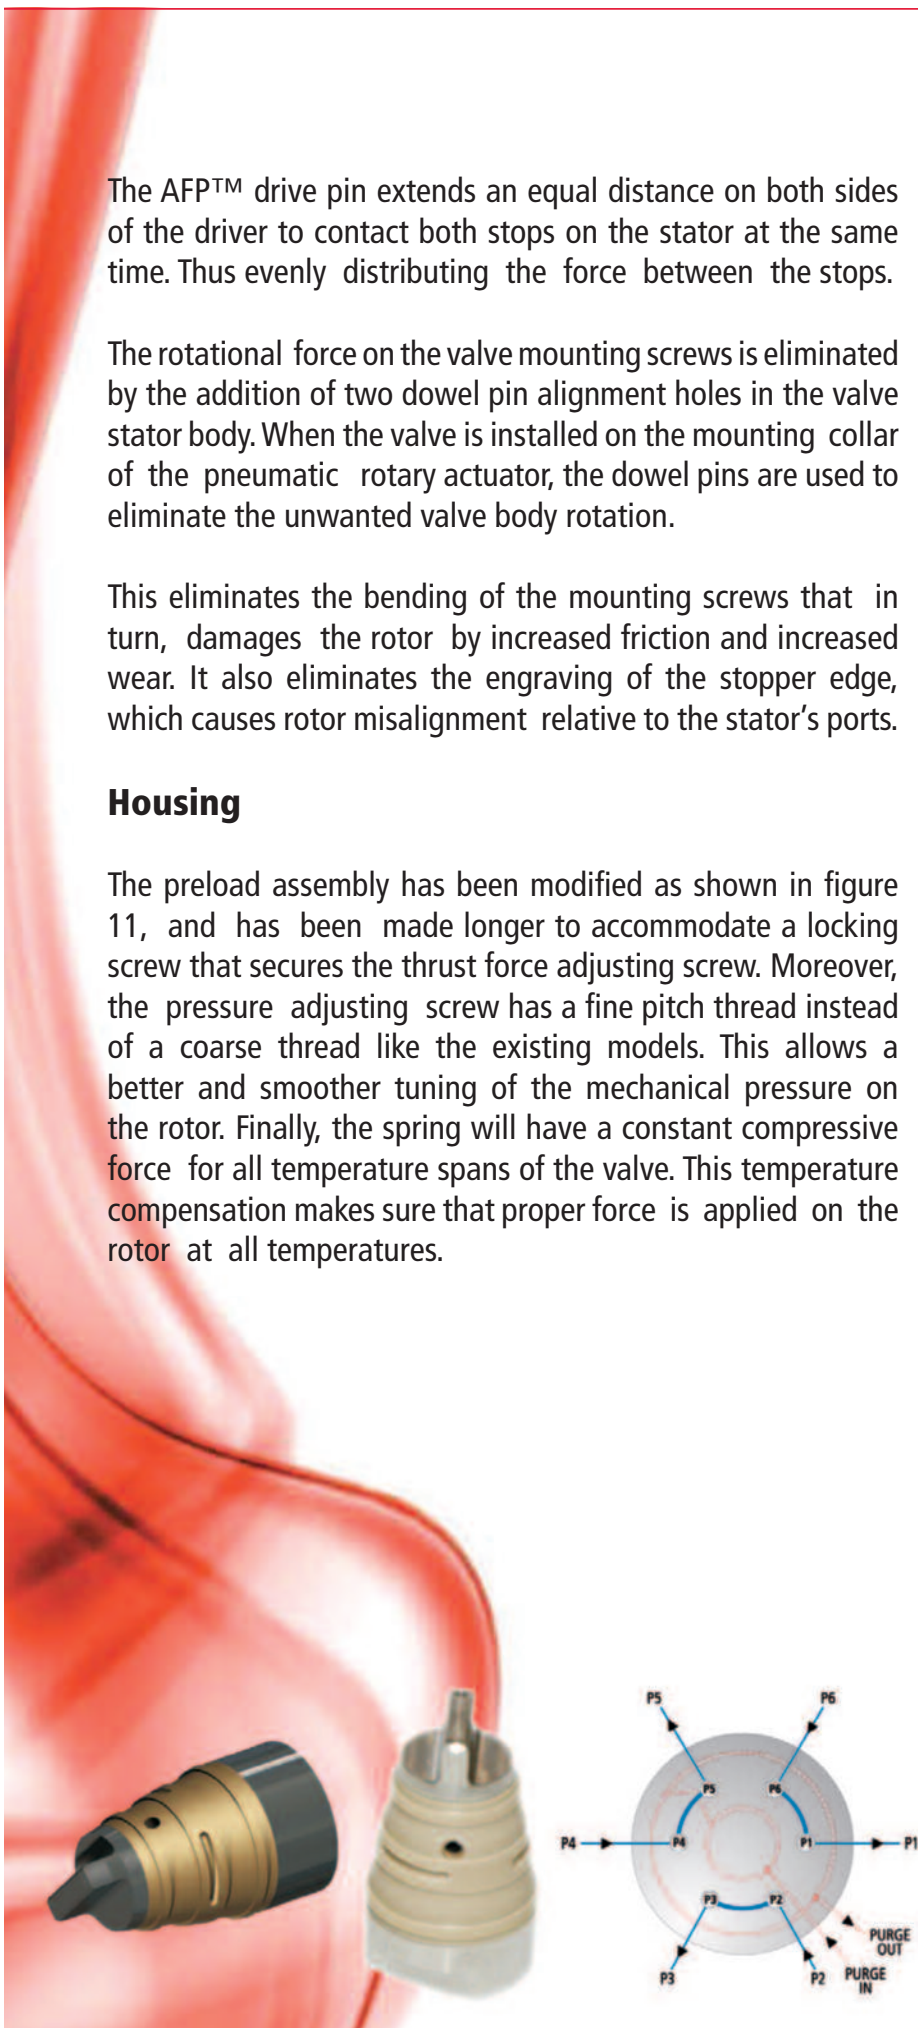 The AFP™ drive pin extends an equal distance on both sides
of the driver to contact both stops on the stator at the same
time. Thus evenly distributing the force between the stops.
The rotational force on the valve mounting screws is eliminated
by the addition of two dowel pin alignment holes in the valve
stator body. When the valve is installed on the mounting collar
of the pneumatic rotary actuator, the dowel pins are used to
eliminate the unwanted valve body rotation.
This eliminates the bending of the mounting screws that in
turn, damages the rotor by increased friction and increased
wear. It also eliminates the engraving of the stopper edge,
which causes rotor misalignment relative to the stator's ports.
Housing
The preload assembly has been modified as shown in figure
11, and has been made longer to accommodate a locking
screw that secures the thrust force adjusting screw. Moreover,
the pressure adjusting screw has a fine pitch thread instead
of a coarse thread like the existing models. This allows a
better and smoother tuning of the mechanical pressure on
the rotor. Finally, the spring will have a constant compressive
force for all temperature spans of the valve. This temperature
compensation makes sure that proper force is applied on the
rotor at all temperatures.
P5
P6
P5
P6
P4
P4
P1
P1
P3
P2
PURGE
OUT
P3
P2
PURGE
IN